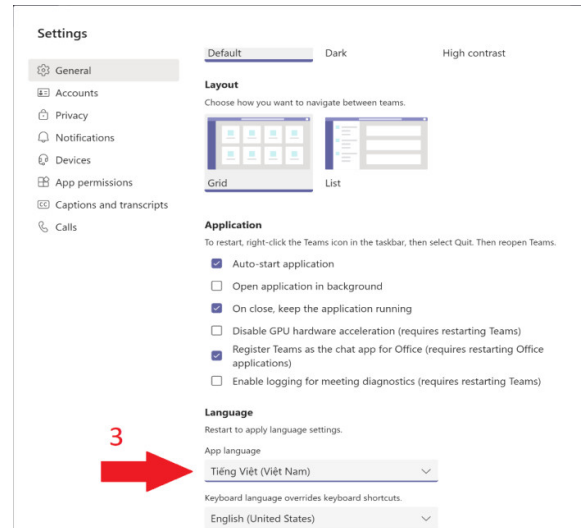 Settings
General
Accounts
Privacy
Notifications
Devices
App permissions
Captions and transcripts
Calls
Default Dark High contrast
Layout
Choose how you want to navigate between teams.
Grid List
Application
To restart, right-click the Teams icon in the taskbar, then select Quit. Then reopen Teams.
Auto-start application
Open application in background
On close, keep the application running
Disable GPU hardware acceleration (requires restarting Teams)
Register Teams as the chat app for Office (requires restarting Office
applications)
Enable logging for meeting diagnostics (requires restarting Teams)
Language
Restart to apply language settings.
3
App language
Tiếng Việt (Việt Nam)
Keyboard language overrides keyboard shortcuts.
English (United States)